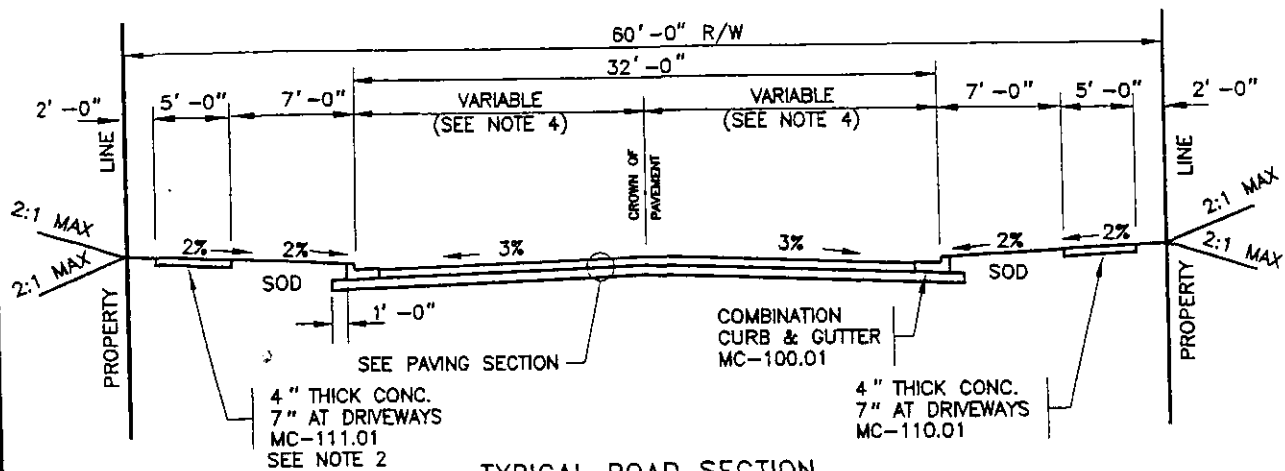 60'-0" R/W
32'-0"
2'-0"
5'-0"
7'-0"
VARIABLE
(SEE NOTE 4)
VARIABLE
(SEE NOTE 4)
7'-0"
5'-0"
2'-0"
PROPERTY LINE
CROWN OF
PAVEMENT
PROPERTY LINE
2:1 MAX
2:1 MAX
2%
2%
3%
3%
2%
2%
2:1 MAX
2:1 MAX
SOD
SOD
1'-0"
SEE PAVING SECTION
COMBINATION
CURB & GUTTER
MC-100.01
4" THICK CONC.
7" AT DRIVEWAYS
MC-111.01
SEE NOTE 2
4" THICK CONC.
7" AT DRIVEWAYS
MC-110.01
TYPICAL ROAD SECTION